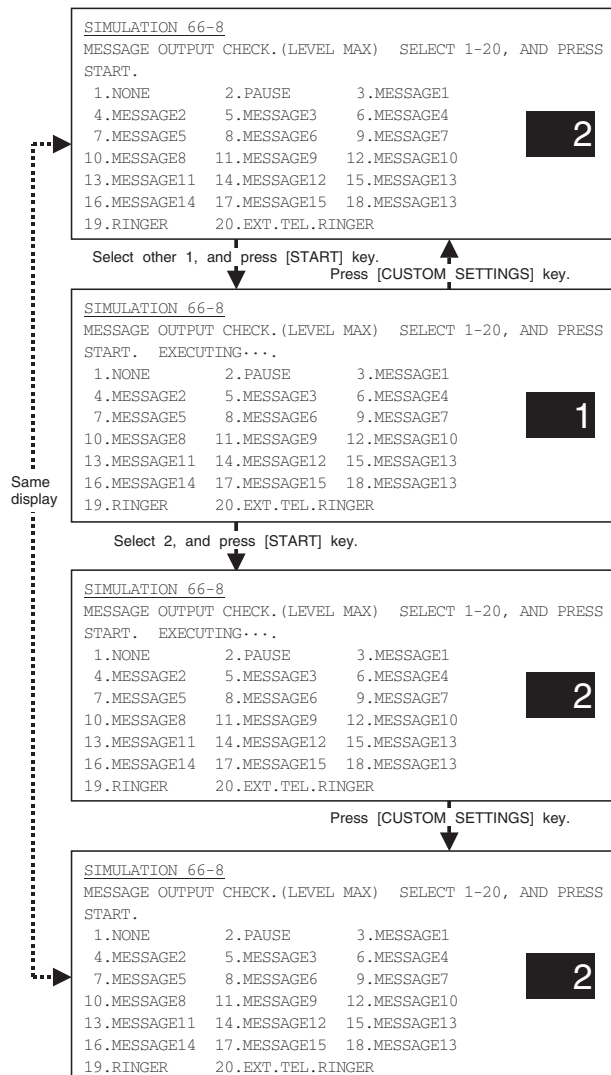 SIMULATION 66-8
MESSAGE OUTPUT CHECK.(LEVEL MAX) SELECT 1-20, AND PRESS
START.
1.NONE 2.PAUSE 3.MESSAGE1
4.MESSAGE2 5.MESSAGE3 6.MESSAGE4
7.MESSAGE5 8.MESSAGE6 9.MESSAGE7
2
10.MESSAGE8 11.MESSAGE9 12.MESSAGE10
13.MESSAGE11 14.MESSAGE12 15.MESSAGE13
16.MESSAGE14 17.MESSAGE15 18.MESSAGE13
19.RINGER 20.EXT.TEL.RINGER
Select other 1, and press [START] key.
Press [CUSTOM SETTINGS] key.
SIMULATION 66-8
MESSAGE OUTPUT CHECK.(LEVEL MAX) SELECT 1-20, AND PRESS
START. EXECUTING····.
1.NONE 2.PAUSE 3.MESSAGE1
4.MESSAGE2 5.MESSAGE3 6.MESSAGE4
7.MESSAGE5 8.MESSAGE6 9.MESSAGE7
1
10.MESSAGE8 11.MESSAGE9 12.MESSAGE10
13.MESSAGE11 14.MESSAGE12 15.MESSAGE13
16.MESSAGE14 17.MESSAGE15 18.MESSAGE13
19.RINGER 20.EXT.TEL.RINGER
Same
display
Select 2, and press [START] key.
SIMULATION 66-8
MESSAGE OUTPUT CHECK.(LEVEL MAX) SELECT 1-20, AND PRESS
START. EXECUTING····.
1.NONE 2.PAUSE 3.MESSAGE1
4.MESSAGE2 5.MESSAGE3 6.MESSAGE4
7.MESSAGE5 8.MESSAGE6 9.MESSAGE7
2
10.MESSAGE8 11.MESSAGE9 12.MESSAGE10
13.MESSAGE11 14.MESSAGE12 15.MESSAGE13
16.MESSAGE14 17.MESSAGE15 18.MESSAGE13
19.RINGER 20.EXT.TEL.RINGER
Press [CUSTOM SETTINGS] key.
SIMULATION 66-8
MESSAGE OUTPUT CHECK.(LEVEL MAX) SELECT 1-20, AND PRESS
START.
1.NONE 2.PAUSE 3.MESSAGE1
4.MESSAGE2 5.MESSAGE3 6.MESSAGE4
7.MESSAGE5 8.MESSAGE6 9.MESSAGE7
2
10.MESSAGE8 11.MESSAGE9 12.MESSAGE10
13.MESSAGE11 14.MESSAGE12 15.MESSAGE13
16.MESSAGE14 17.MESSAGE15 18.MESSAGE13
19.RINGER 20.EXT.TEL.RINGER